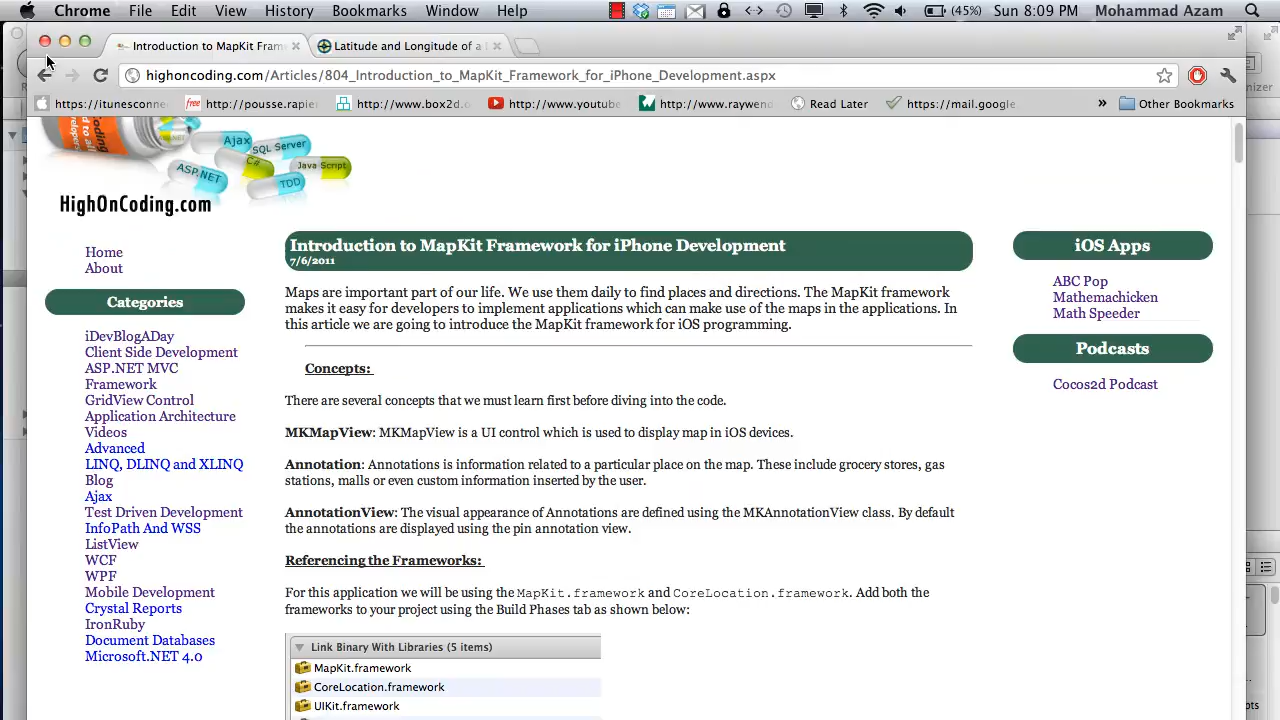 Chrome File Edit View History Bookmarks Window Help (45%) Sun 8:09 PM Mohammad Azam
Introduction to MapKit Fram
Latitude and Longitude of a
highoncoding.com/Articles/804_Introduction_to_MapKit_Framework_for_iPhone_Development.aspx
https://itunesconne
free http://pousse.rapie
http://www.box2d.o
http://www.youtube
http://www.raywend
Read Later
https://mail.google.
» Other Bookmarks
Ajax
SQL Server
C#
Java Script
ASP.NET
TDD
HighOnCoding.com
Home
About
Categories
iDevBlogADay
Client Side Development
ASP.NET MVC
Framework
GridView Control
Application Architecture
Videos
Advanced
LINQ, DLINQ and XLINQ
Blog
Ajax
Test Driven Development
InfoPath And WSS
ListView
WCF
WPF
Mobile Development
Crystal Reports
IronRuby
Document Databases
Microsoft.NET 4.0
Introduction to MapKit Framework for iPhone Development
7/6/2011
Maps are important part of our life. We use them daily to find places and directions. The MapKit framework
makes it easy for developers to implement applications which can make use of the maps in the applications. In
this article we are going to introduce the MapKit framework for iOS programming.
Concepts:
There are several concepts that we must learn first before diving into the code.
MKMapView: MKMapView is a UI control which is used to display map in iOS devices.
Annotation: Annotations is information related to a particular place on the map. These include grocery stores, gas
stations, malls or even custom information inserted by the user.
AnnotationView: The visual appearance of Annotations are defined using the MKAnnotationView class. By default
the annotations are displayed using the pin annotation view.
Referencing the Frameworks:
For this application we will be using the MapKit.framework and CoreLocation.framework. Add both the
frameworks to your project using the Build Phases tab as shown below:
Link Binary With Libraries (5 items)
MapKit.framework
CoreLocation.framework
UIKit.framework
iOS Apps
ABC Pop
Mathemachicken
Math Speeder
Podcasts
Cocos2d Podcast